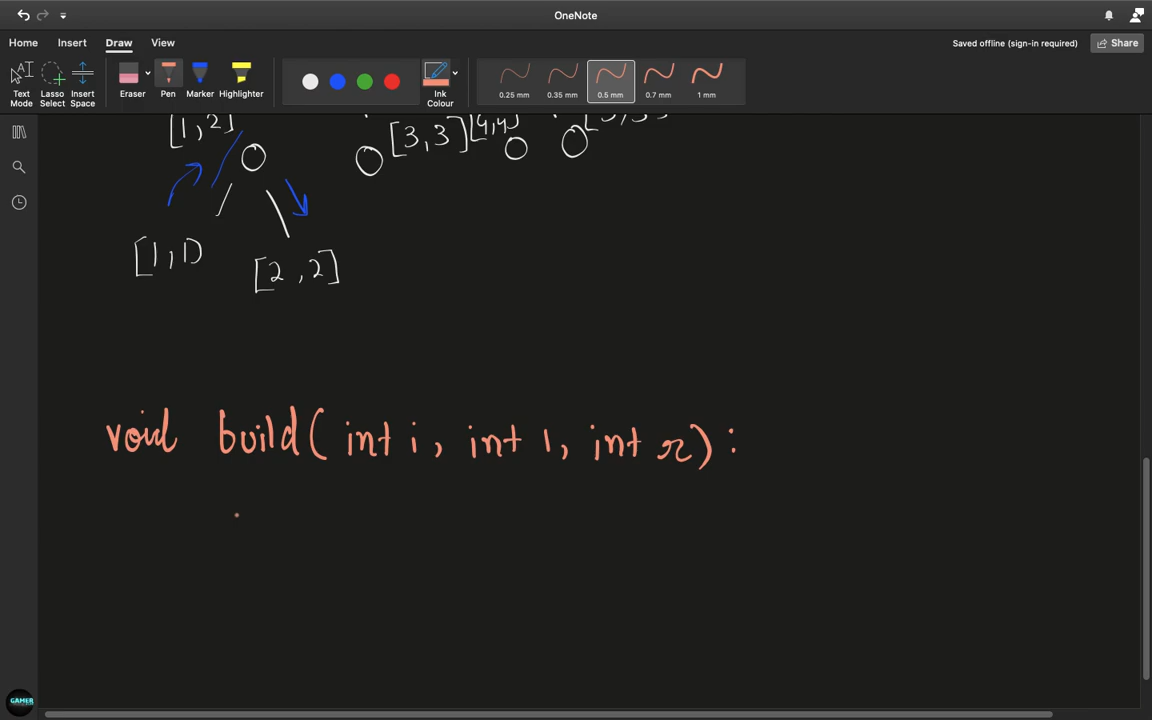 OneNote
Home Insert Draw View
Saved offline (sign-in required) Share
Text Mode
Lasso Select
Insert Space
Eraser
Pen
Marker
Highlighter
Ink Colour
0.25 mm 0.35 mm 0.5 mm 0.7 mm 1 mm
[1,2]
[3,3] [4,4]
[1,1)
[2,2]
void build( int i, int l, int r) :
GAMER